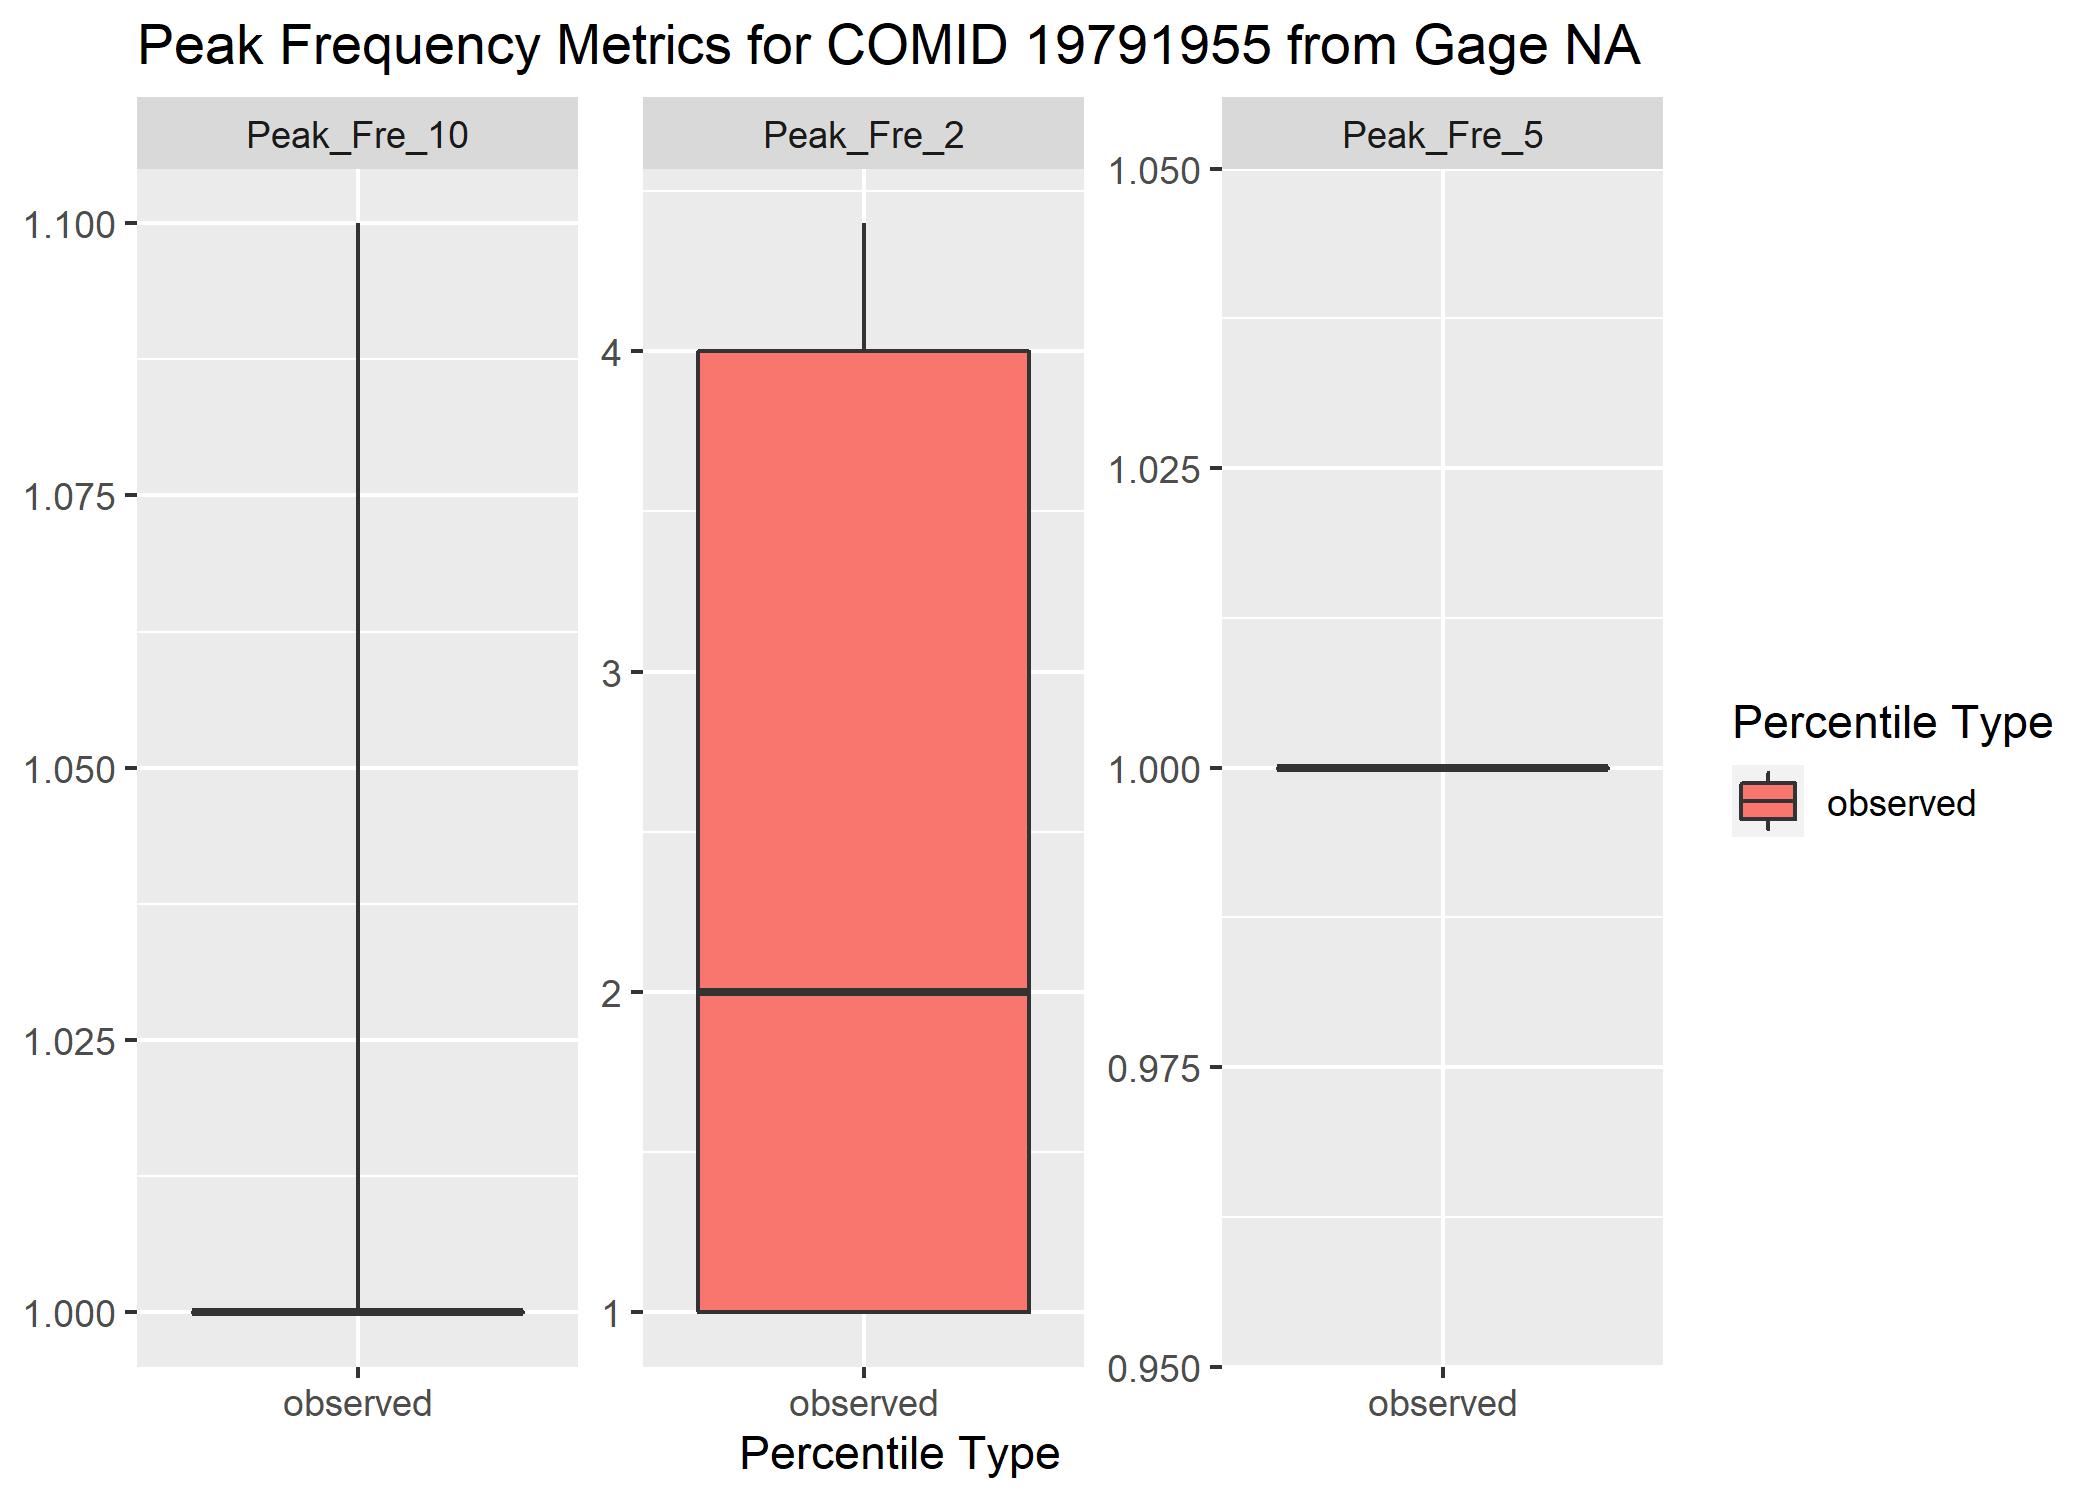 Peak Frequency Metrics for COMID 19791955 from Gage NA
Peak_Fre_10
Peak_Fre_2
Peak_Fre_5
1.100
1.075
1.050
1.025
1.000
4
3
2
1
1.050
1.025
1.000
0.975
0.950
observed
observed
observed
Percentile Type
Percentile Type
observed